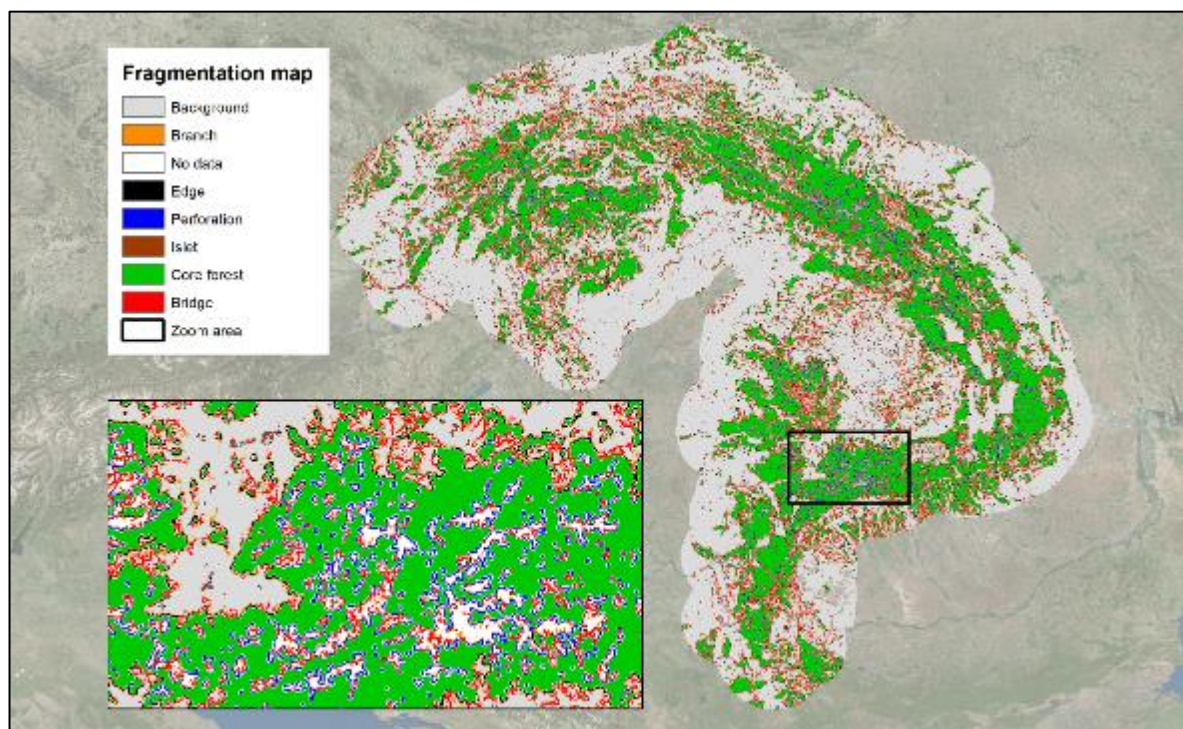 Fragmentation map
Background
Branch
No data
Edge
Perforation
Islet
Core forest
Bridge
Zoom area